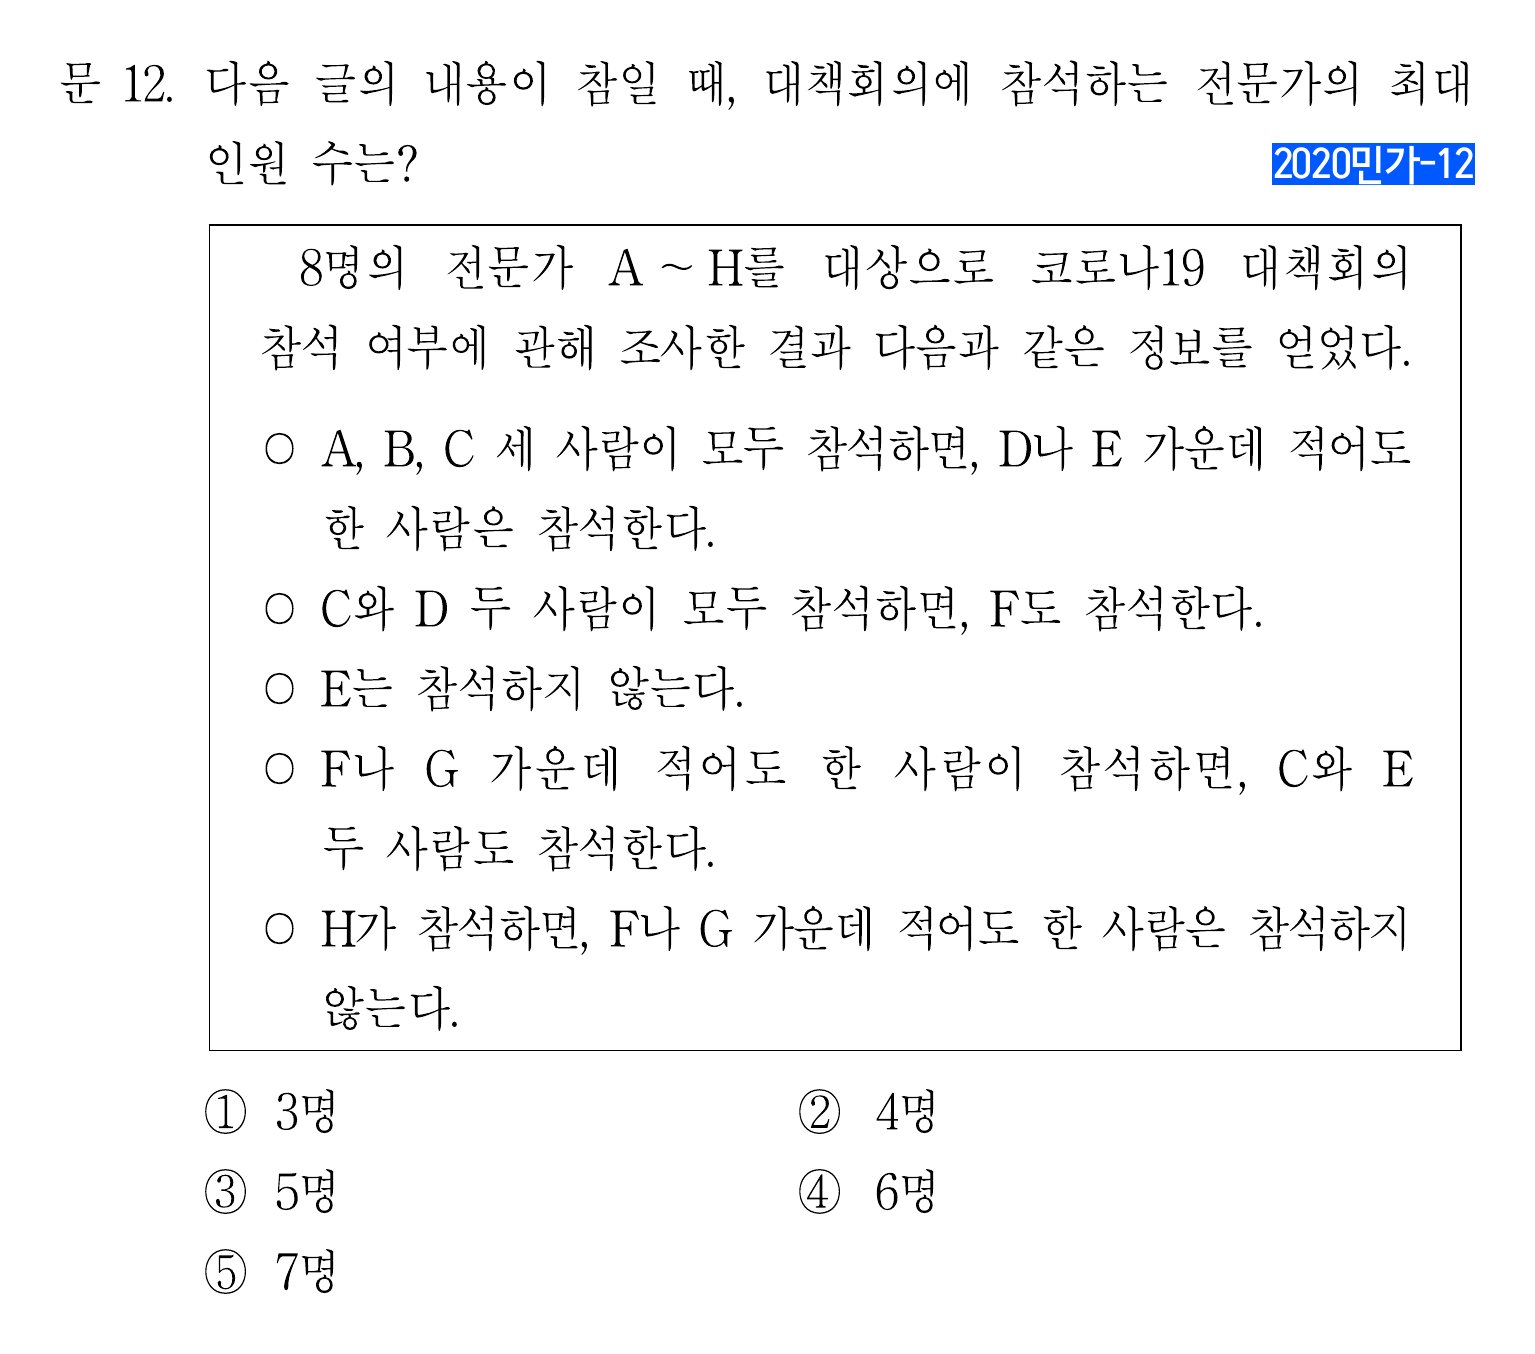 문 12. 다음 글의 내용이 참일 때, 대책회의에 참석하는 전문가의 최대
인원 수는?
2020민가-12
8명의 전문가 A ~ H를 대상으로 코로나19 대책회의
참석 여부에 관해 조사한 결과 다음과 같은 정보를 얻었다.
○ A, B, C 세 사람이 모두 참석하면, D나 E 가운데 적어도
한 사람은 참석한다.
○ C와 D 두 사람이 모두 참석하면, F도 참석한다.
○ E는 참석하지 않는다.
○ F나 G 가운데 적어도 한 사람이 참석하면, C와 E
두 사람도 참석한다.
○ H가 참석하면, F나 G 가운데 적어도 한 사람은 참석하지
않는다.
① 3명
② 4명
③ 5명
④ 6명
⑤ 7명